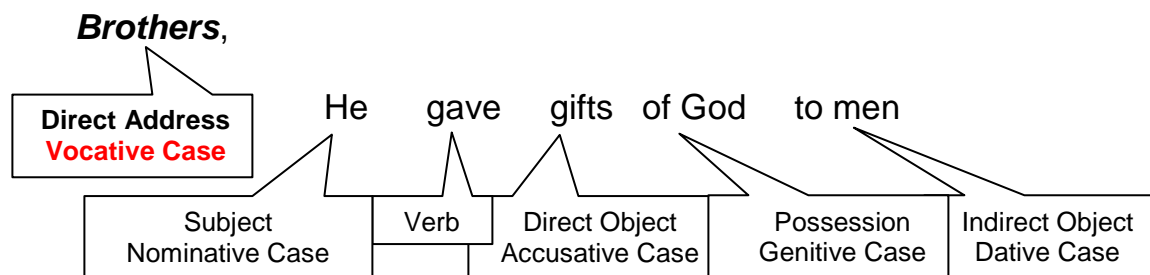 Brothers,
Direct Address
Vocative Case
He gave gifts of God to men
Subject
Nominative Case
Verb
Direct Object
Accusative Case
Possession
Genitive Case
Indirect Object
Dative Case